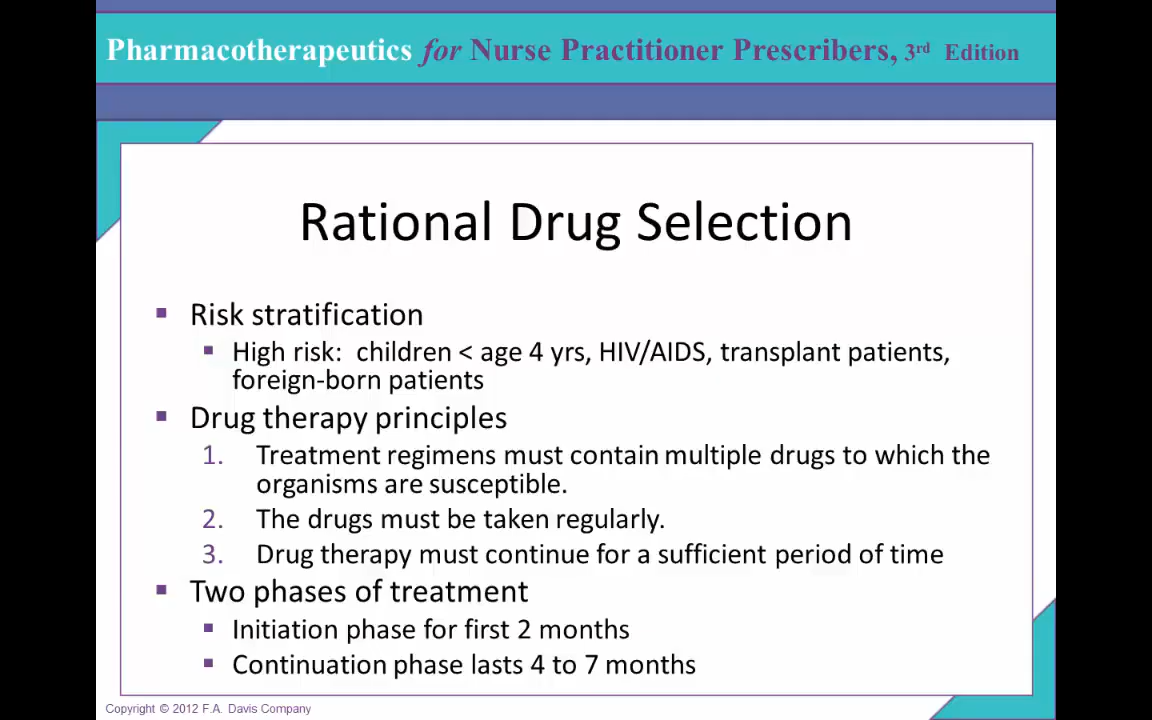 Pharmacotherapeutics for Nurse Practitioner Prescribers, 3rd Edition
Rational Drug Selection
▪ Risk stratification
▪ High risk: children < age 4 yrs, HIV/AIDS, transplant patients,
foreign-born patients
▪ Drug therapy principles
1. Treatment regimens must contain multiple drugs to which the
organisms are susceptible.
2. The drugs must be taken regularly.
3. Drug therapy must continue for a sufficient period of time
▪ Two phases of treatment
▪ Initiation phase for first 2 months
▪ Continuation phase lasts 4 to 7 months
Copyright © 2012 F.A. Davis Company